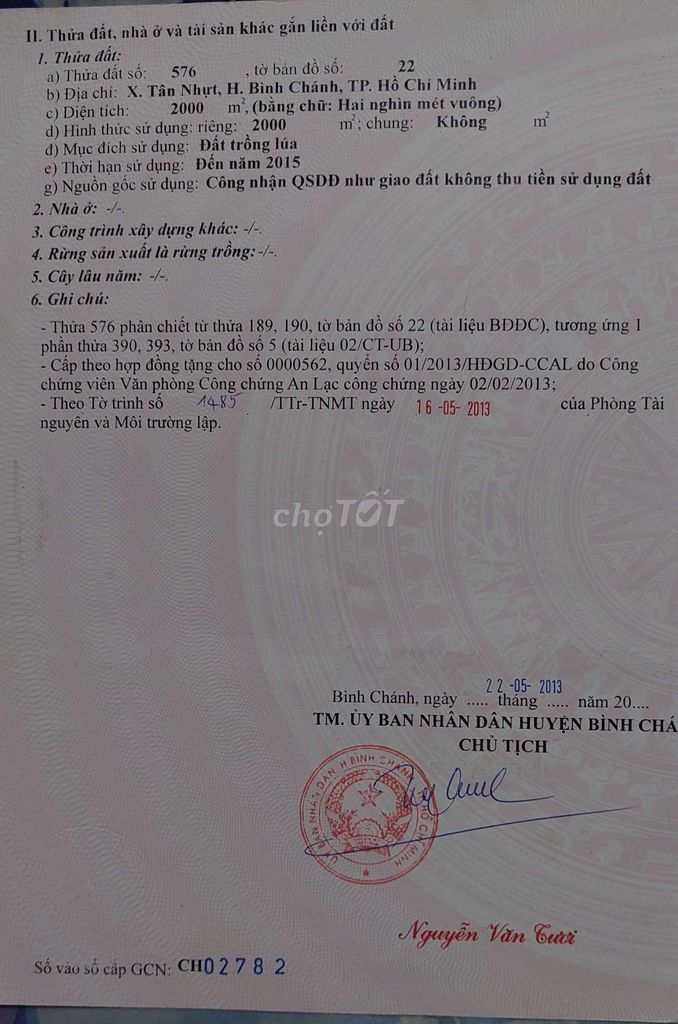 II. Thửa đất, nhà ở và tài sản khác gắn liền với đất
1. Thửa đất:
a) Thửa đất số: 576 , tờ bản đồ số: 22
b) Địa chỉ: X. Tân Nhựt, H. Bình Chánh, TP. Hồ Chí Minh
c) Diện tích: 2000 m², (bằng chữ: Hai nghìn mét vuông)
d) Hình thức sử dụng: riêng: 2000 m²; chung: Không m²
đ) Mục đích sử dụng: Đất trồng lúa
e) Thời hạn sử dụng: Đến năm 2015
g) Nguồn gốc sử dụng: Công nhận QSDĐ như giao đất không thu tiền sử dụng đất
2. Nhà ở: -/-.
3. Công trình xây dựng khác: -/-.
4. Rừng sản xuất là rừng trồng: -/-.
5. Cây lâu năm: -/-.
6. Ghi chú:
- Thửa 576 phân chiết từ thửa 189, 190, tờ bản đồ số 22 (tài liệu BĐĐC), tương ứng 1
phần thửa 390, 393, tờ bản đồ số 5 (tài liệu 02/CT-UB);
- Cấp theo hợp đồng tặng cho số 0000562, quyển số 01/2013/HĐGD-CCAL do Công
chứng viên Văn phòng Công chứng An Lạc công chứng ngày 02/02/2013;
- Theo Tờ trình số 1485 /TTr-TNMT ngày 16-05-2013 của Phòng Tài
nguyên và Môi trường lập.
chợTỐT
22-05-2013
Bình Chánh, ngày ..... tháng ..... năm 20....
TM. ỦY BAN NHÂN DÂN HUYỆN BÌNH CHÁ
CHỦ TỊCH
ỦY BAN NHÂN DÂN H BÌNH CHÁNH HỒ CHÍ MINH
Nguyễn Văn Tươi
Số vào sổ cấp GCN: CH02782